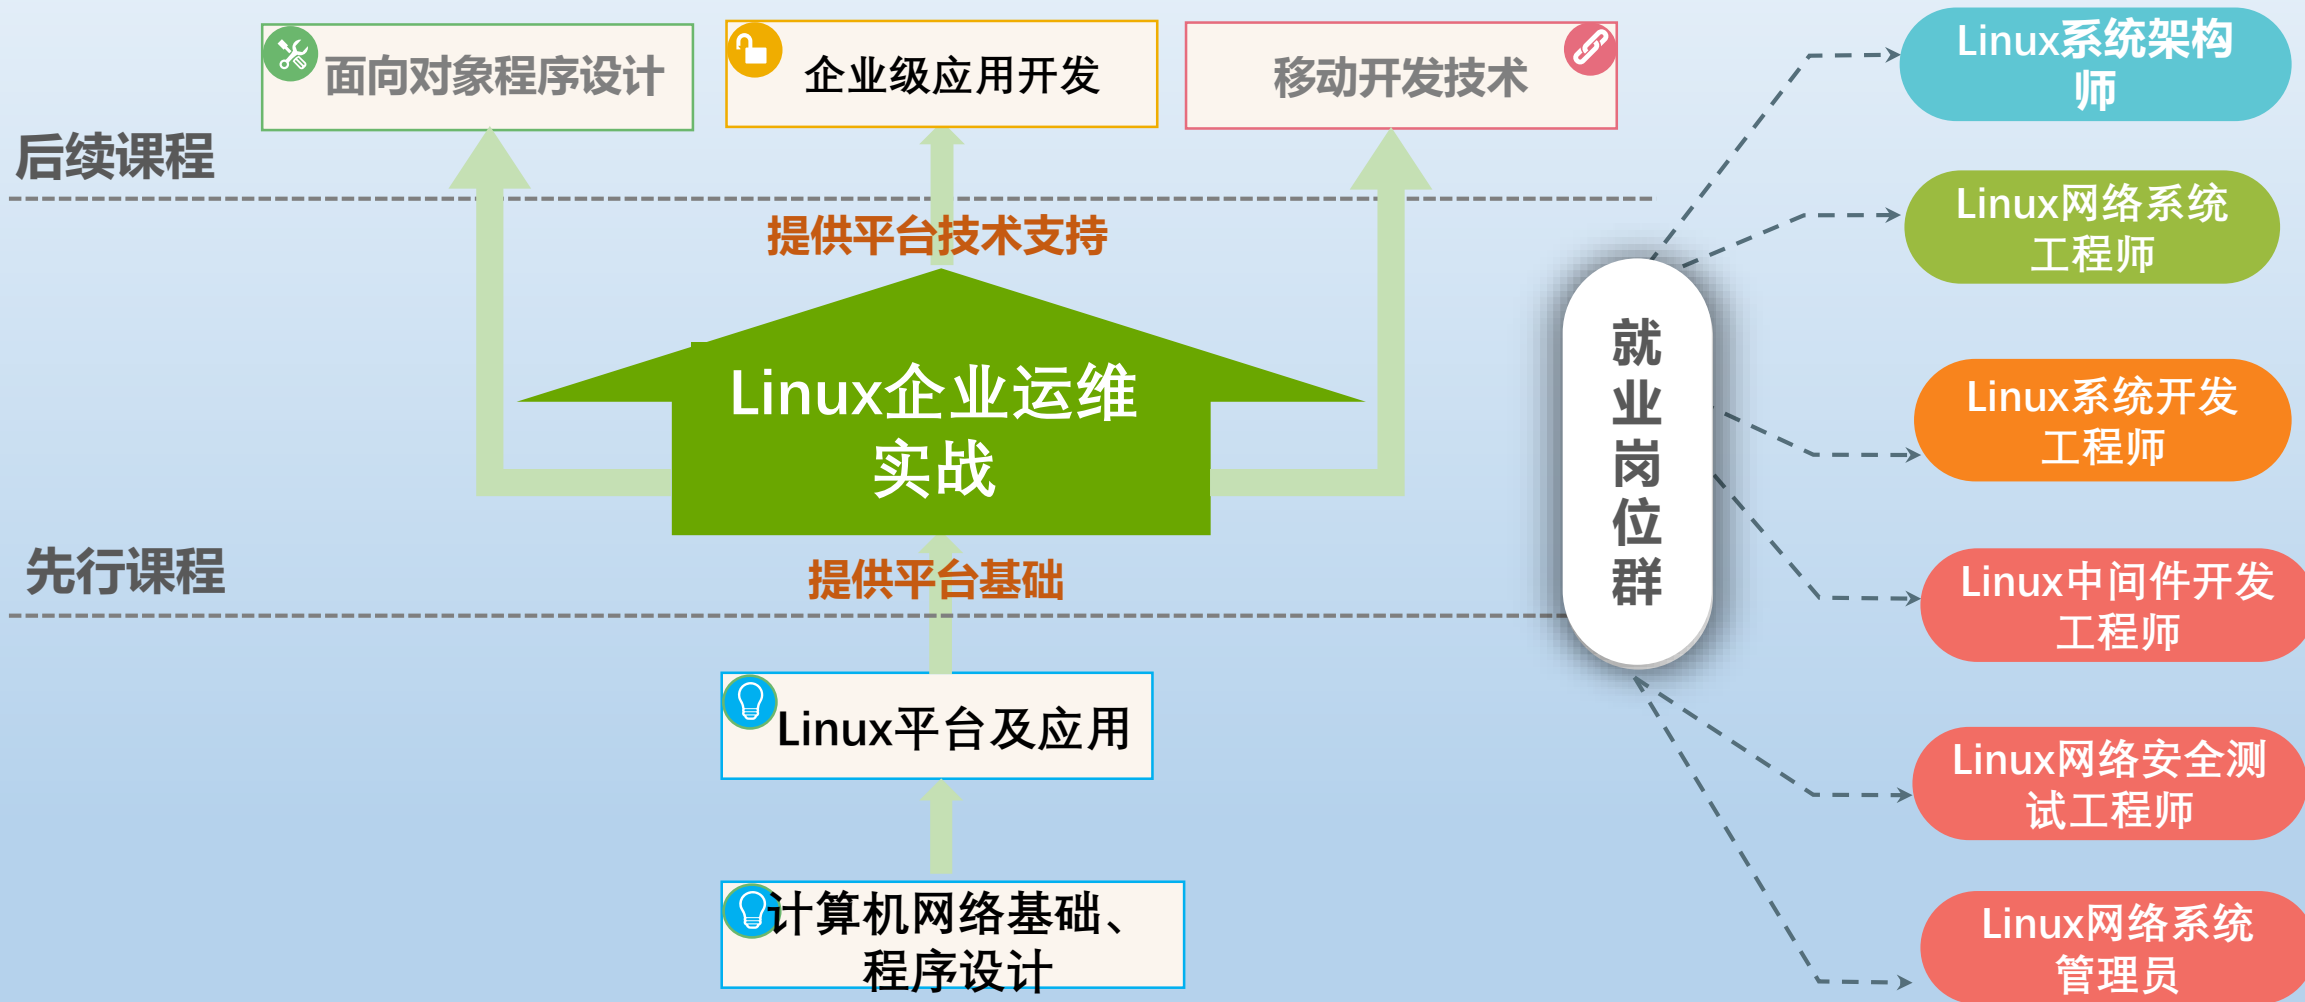 面向对象程序设计
企业级应用开发
移动开发技术
后续课程
提供平台技术支持
Linux企业运维
实战
先行课程
提供平台基础
Linux平台及应用
计算机网络基础、
程序设计
就
业
岗
位
群
Linux系统架构
师
Linux网络系统
工程师
Linux系统开发
工程师
Linux中间件开发
工程师
Linux网络安全测
试工程师
Linux网络系统
管理员